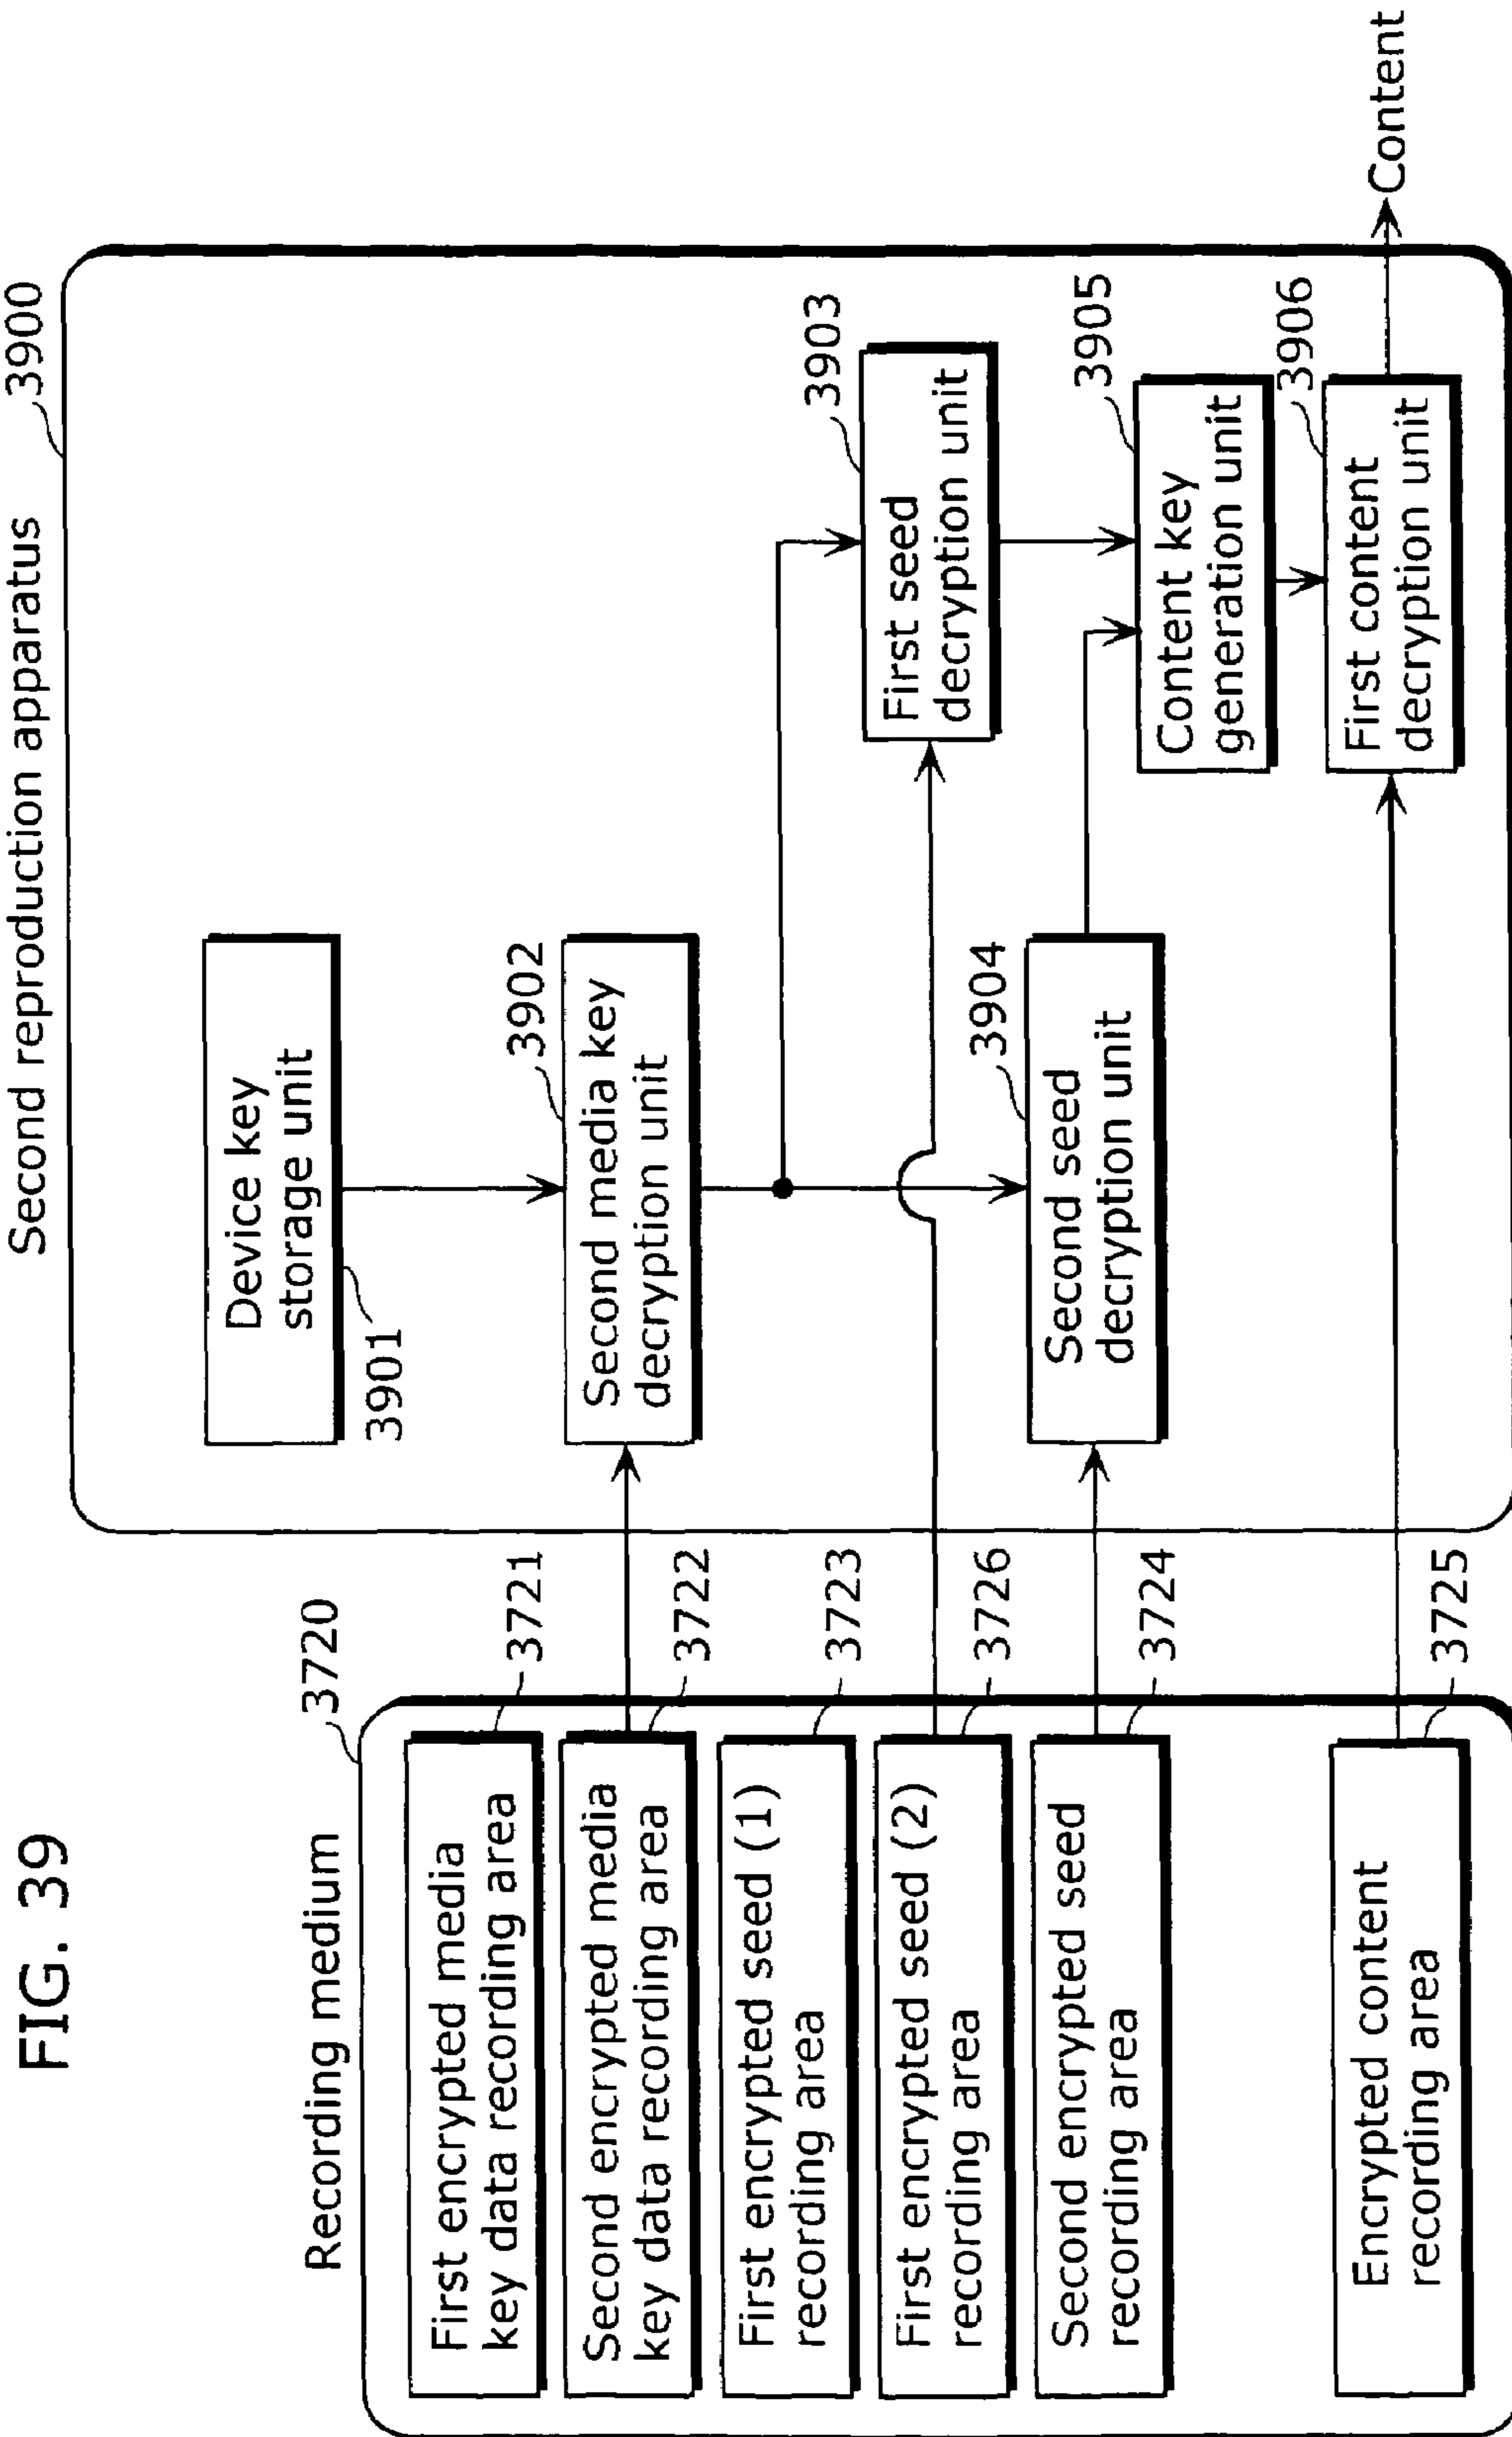 FIG. 39
Second reproduction apparatus
3900
Recording medium
3720
First encrypted media
key data recording area
3721
Second encrypted media
key data recording area
3722
First encrypted seed (1)
recording area
3723
First encrypted seed (2)
recording area
3726
Second encrypted seed
recording area
3724
Encrypted content
recording area
3725
Device key
storage unit
3901
Second media key
decryption unit
3902
First seed
decryption unit
3903
Second seed
decryption unit
3904
Content key
generation unit
3905
First content
decryption unit
3906
Content